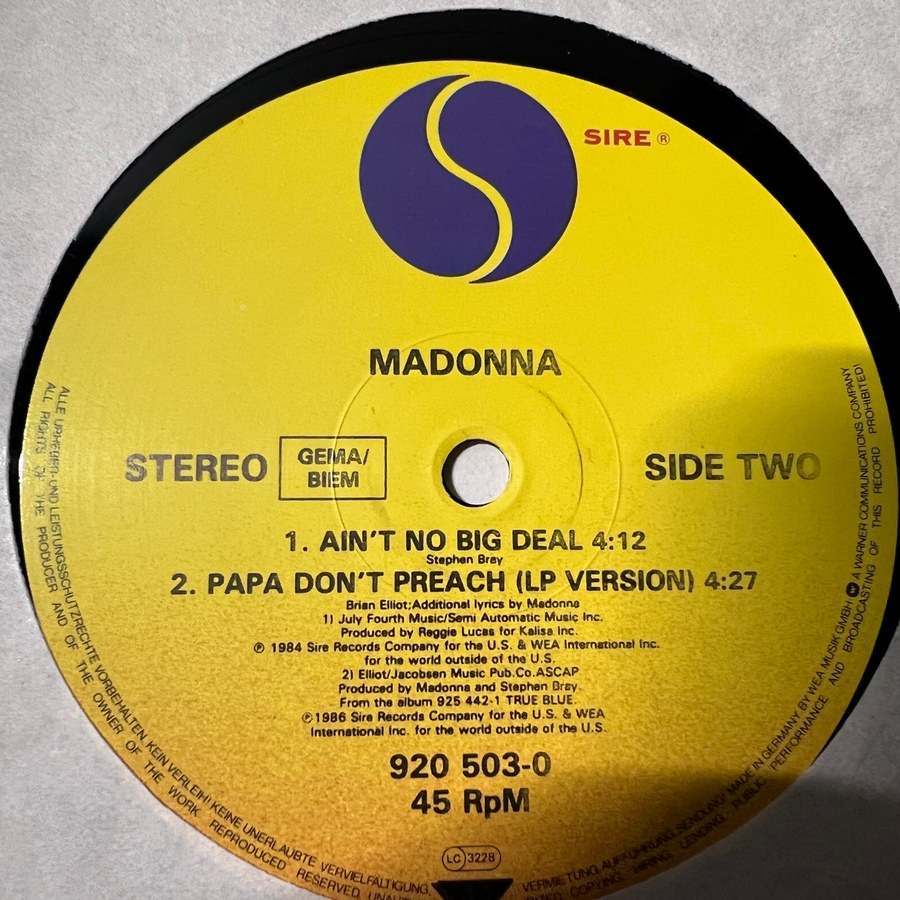 SIRE ®
MADONNA
STEREO
GEMA/
BIEM
SIDE TWO
1. AIN'T NO BIG DEAL 4:12
Stephen Bray
2. PAPA DON'T PREACH (LP VERSION) 4:27
Brian Elliot;Additional lyrics by Madonna
1) July Fourth Music/Semi Automatic Music Inc.
Produced by Reggie Lucas for Kalisa Inc.
℗ 1984 Sire Records Company for the U.S. & WEA International Inc.
for the world outside of the U.S.
2) Elliot/Jacobsen Music Pub.Co.ASCAP
Produced by Madonna and Stephen Bray
From the album 925 442-1 TRUE BLUE.
℗1986 Sire Records Company for the U.S. & WEA
International Inc. for the world outside of the U.S.
920 503-0
45 RpM
LC 3228
ALLE URHEBER- UND LEISTUNGSSCHUTZRECHTE VORBEHALTEN KEIN VERLEIH! KEINE UNERLAUBTE VERVIELFÄLTIGUNG,
VERMIETUNG, AUFFÜHRUNG, SENDUNG! MADE IN GERMANY BY WEA MUSIK GMBH A WARNER COMMUNICATIONS COMPANY
ALL RIGHTS OF THE PRODUCER AND OF THE OWNER OF THE WORK REPRODUCED RESERVED.
COPYING, HIRING, LENDING, PUBLIC PERFORMANCE AND BROADCASTING OF THIS RECORD PROHIBITED!